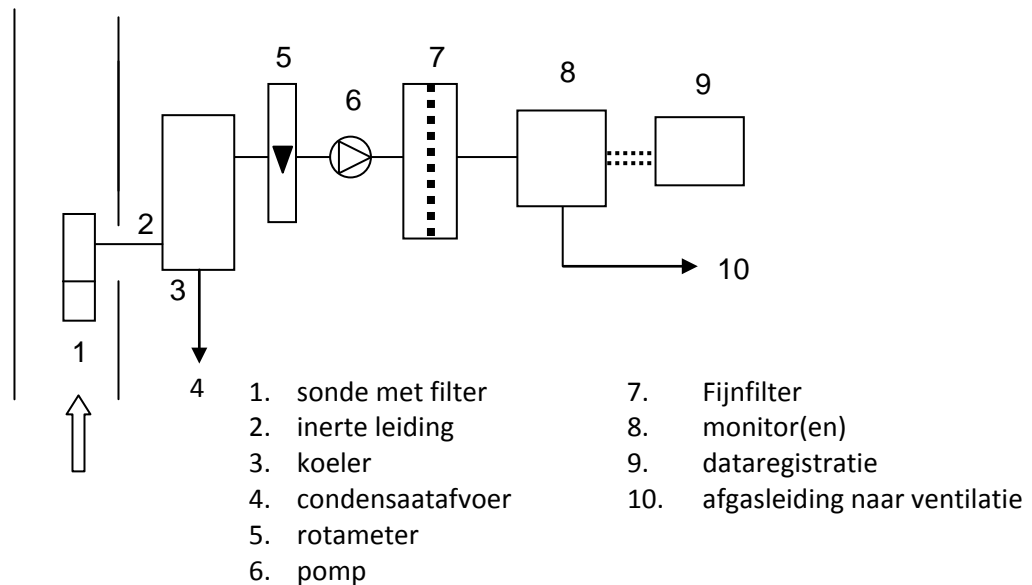 5
7
8
9
6
2
3
10
1
4
1. sonde met filter
2. inerte leiding
3. koeler
4. condensaatafvoer
5. rotameter
6. pomp
7. Fijnfilter
8. monitor(en)
9. dataregistratie
10. afgasleiding naar ventilatie